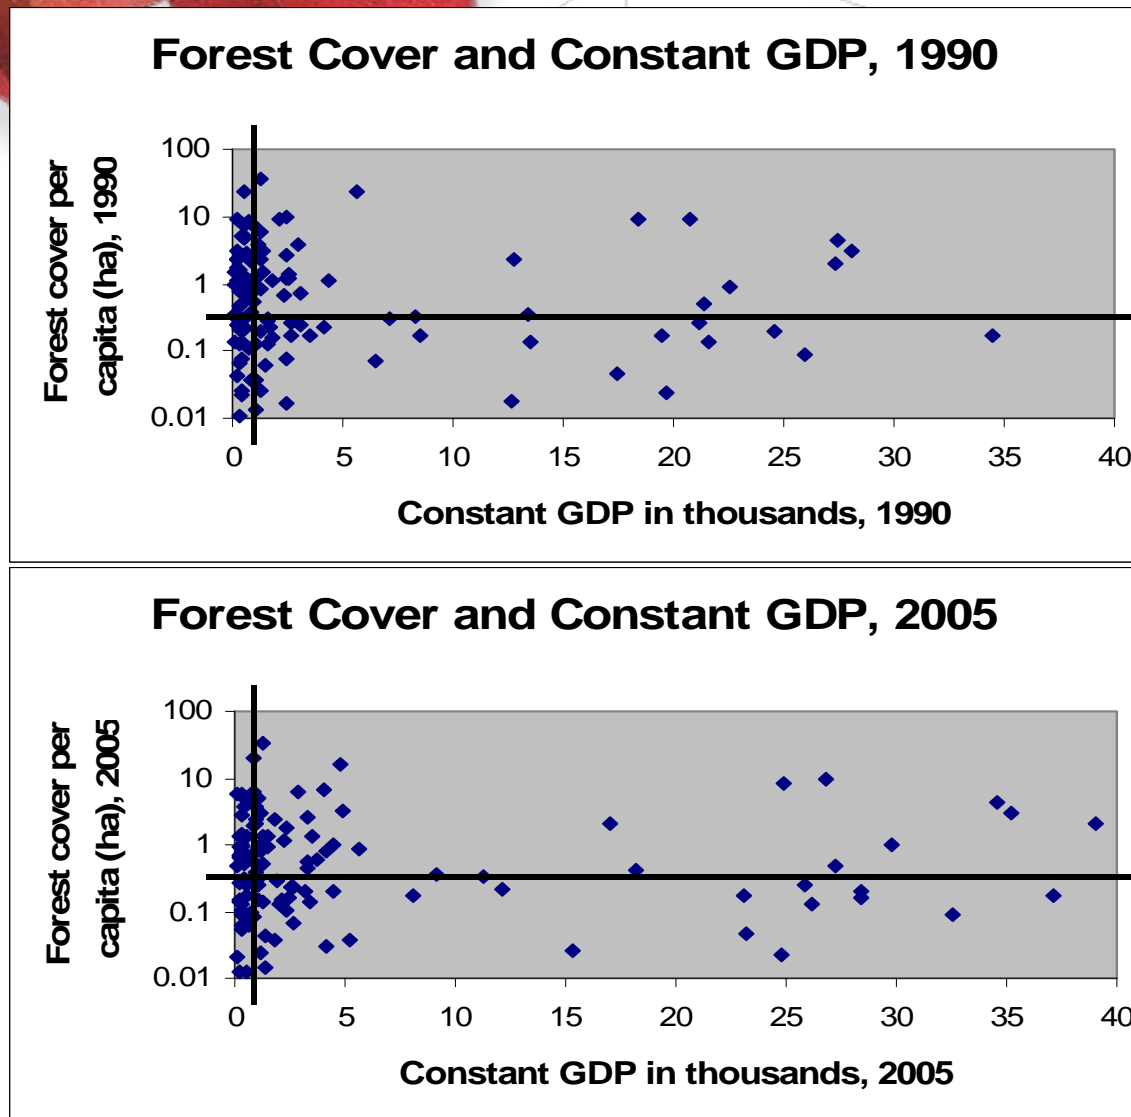 Forest Cover and Constant GDP, 1990
Forest cover per
capita (ha), 1990
100
10
1
0.1
0.01
0 5 10 15 20 25 30 35 40
Constant GDP in thousands, 1990
Forest Cover and Constant GDP, 2005
Forest cover per
capita (ha), 2005
100
10
1
0.1
0.01
0 5 10 15 20 25 30 35 40
Constant GDP in thousands, 2005